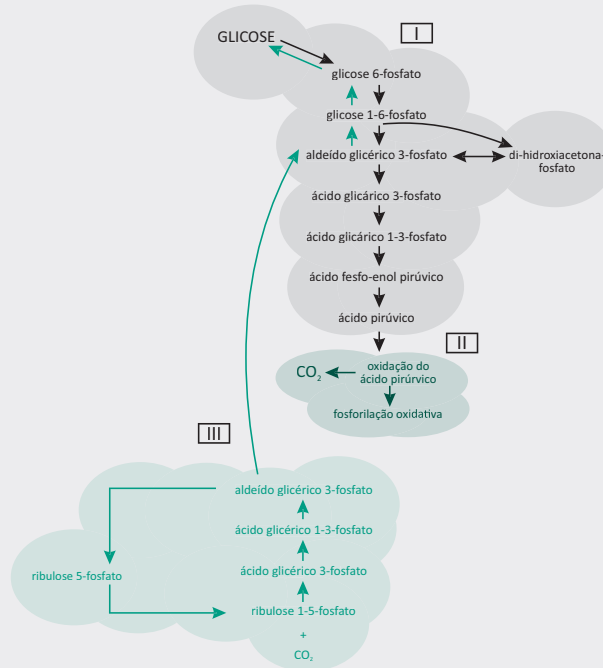 I
GLICOSE
glicose 6-fosfato
glicose 1-6-fosfato
aldeído glicérico 3-fosfato
di-hidroxiacetona-
fosfato
ácido glicárico 3-fosfato
ácido glicárico 1-3-fosfato
ácido fesfo-enol pirúvico
ácido pirúvico
II
CO₂
oxidação do
ácido pirúrvico
fosforilação oxidativa
III
aldeído glicérico 3-fosfato
ácido glicérico 1-3-fosfato
ácido glicérico 3-fosfato
ribulose 5-fosfato
ribulose 1-5-fosfato
+
CO₂